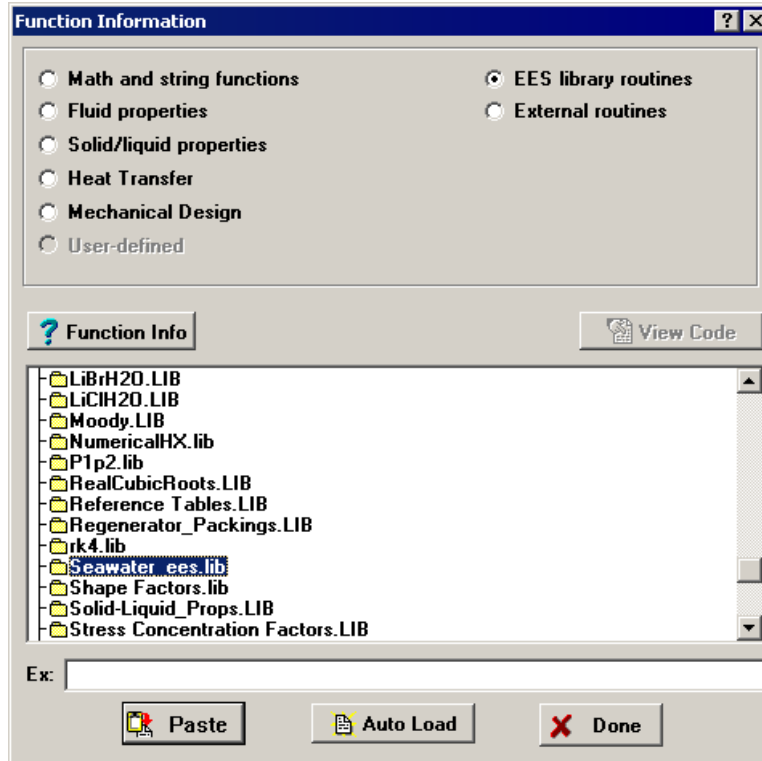 Function Information
Math and string functions
EES library routines
Fluid properties
External routines
Solid/liquid properties
Heat Transfer
Mechanical Design
User-defined
? Function Info
View Code
LiBrH2O.LIB
LiClH2O.LIB
Moody.LIB
NumericalHX.lib
P1p2.lib
RealCubicRoots.LIB
Reference Tables.LIB
Regenerator_Packings.LIB
rk4.lib
Seawater_ees.lib
Shape Factors.lib
Solid-Liquid_Props.LIB
Stress Concentration Factors.LIB
Ex:
Paste
Auto Load
Done